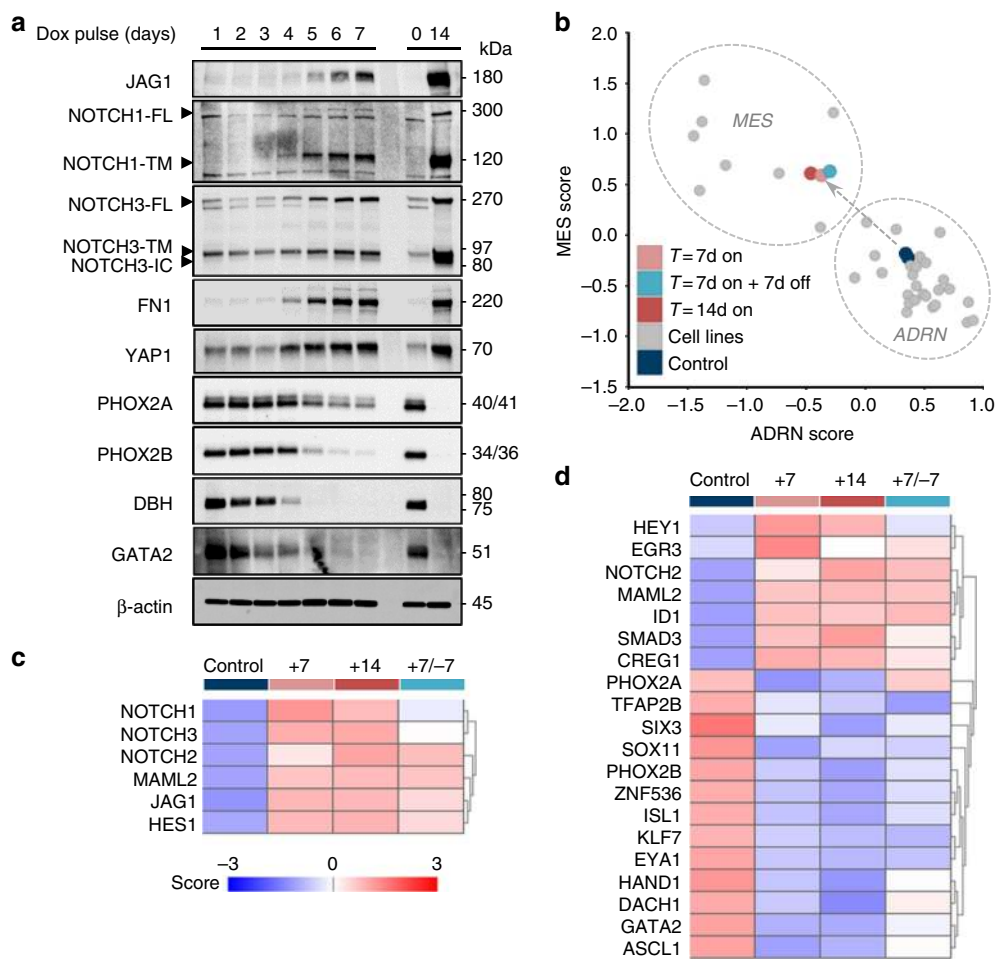 a
Dox pulse (days) 1 2 3 4 5 6 7 0 14
kDa
JAG1 180
NOTCH1-FL 300
NOTCH1-TM 120
NOTCH3-FL 270
NOTCH3-TM 97
NOTCH3-IC 80
FN1 220
YAP1 70
PHOX2A 40/41
PHOX2B 34/36
DBH 80
75
GATA2 51
β-actin 45
b
2.0
1.5
1.0
0.5
0.0
−0.5
−1.0
−1.5
MES score
MES
ADRN
T = 7d on
T = 7d on + 7d off
T = 14d on
Cell lines
Control
−2.0 −1.5 −1.0 −0.5 0.0 0.5 1.0
ADRN score
c
Control +7 +14 +7/−7
NOTCH1
NOTCH3
NOTCH2
MAML2
JAG1
HES1
−3 0 3
Score
d
Control +7 +14 +7/−7
HEY1
EGR3
NOTCH2
MAML2
ID1
SMAD3
CREG1
PHOX2A
TFAP2B
SIX3
SOX11
PHOX2B
ZNF536
ISL1
KLF7
EYA1
HAND1
DACH1
GATA2
ASCL1